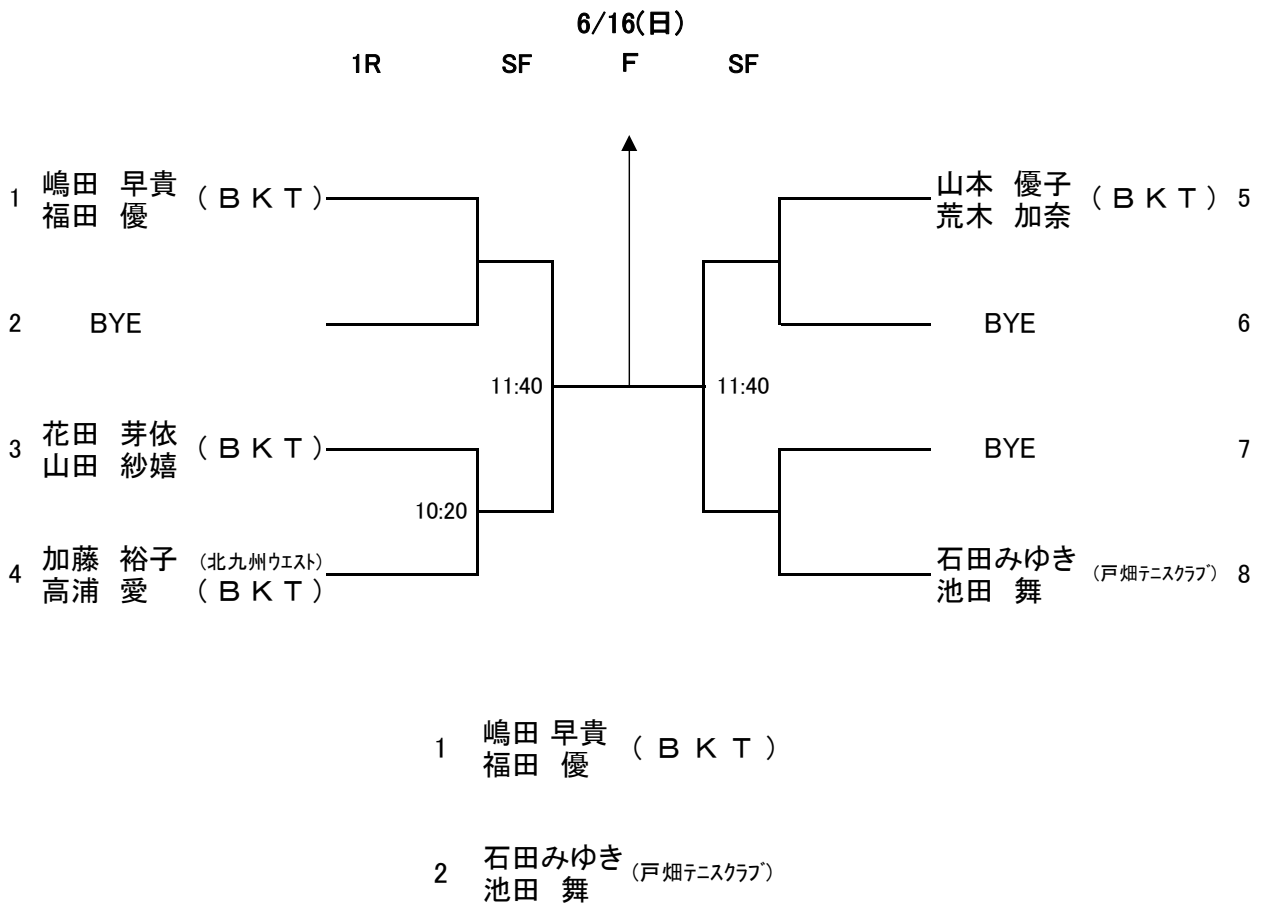 6/16(日)
1R SF F SF
1 嶋田 早貴 福田 優 (BKT)
2 BYE
11:40
3 花田 芽依 山田 紗嬉 (BKT)
10:20
4 加藤 裕子 (北九州ウエスト)
高浦 愛 (BKT)
山本 優子 荒木 加奈 (BKT) 5
BYE 6
11:40
BYE 7
石田みゆき 池田 舞 (戸畑テニスクラブ) 8
1 嶋田 早貴 福田 優 (BKT)
2 石田みゆき 池田 舞 (戸畑テニスクラブ)